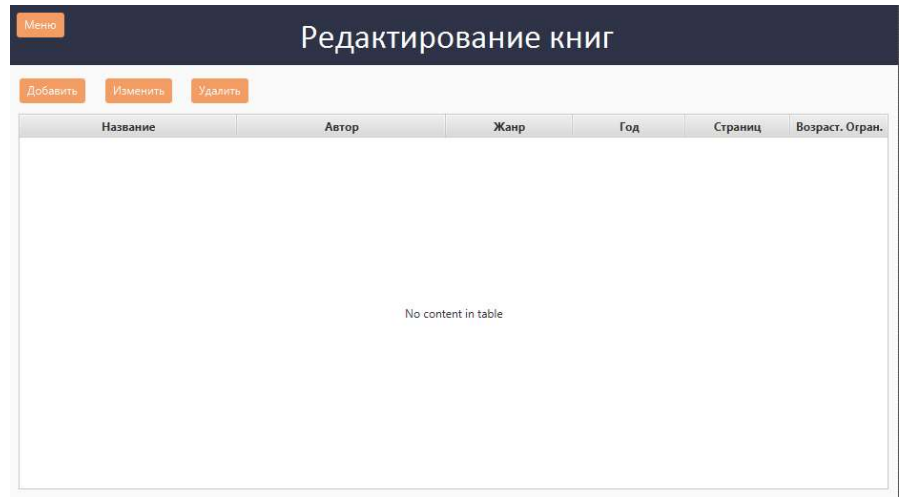 Меню
Редактирование книг
Добавить Изменить Удалить
Название Автор Жанр Год Страниц Возраст. Огран.
No content in table